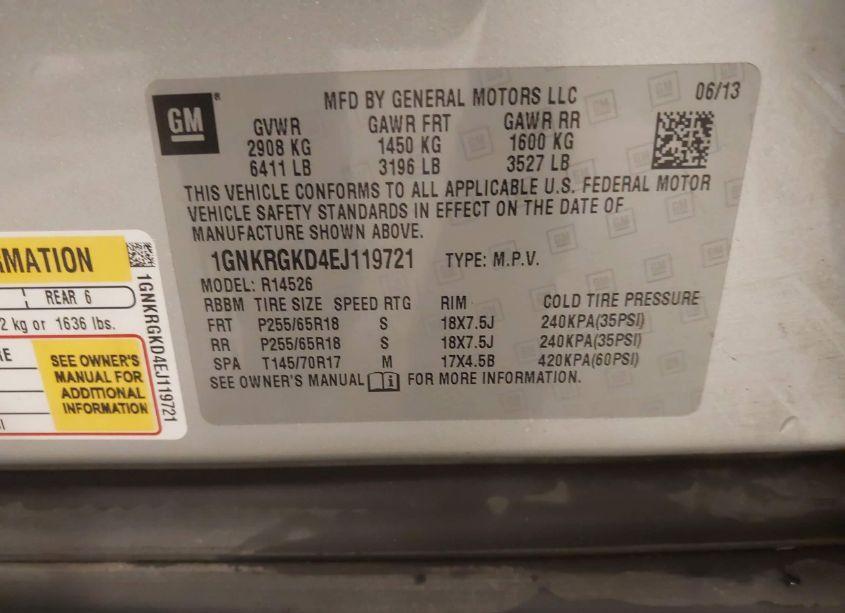 GM
MFD BY GENERAL MOTORS LLC 06/13
GVWR GAWR FRT GAWR RR
2908 KG 1450 KG 1600 KG
6411 LB 3196 LB 3527 LB
THIS VEHICLE CONFORMS TO ALL APPLICABLE U.S. FEDERAL MOTOR
VEHICLE SAFETY STANDARDS IN EFFECT ON THE DATE OF
MANUFACTURE SHOWN ABOVE.
1GNKRGKD4EJ119721 TYPE: M.P.V.
MODEL: R14526
RBBM TIRE SIZE SPEED RTG RIM COLD TIRE PRESSURE
FRT P255/65R18 S 18X7.5J 240KPA(35PSI)
RR P255/65R18 S 18X7.5J 240KPA(35PSI)
SPA T145/70R17 M 17X4.5B 420KPA(60PSI)
SEE OWNER'S MANUAL i FOR MORE INFORMATION.
RMATION
REAR 6
2 kg or 1636 lbs.
RE
SEE OWNER'S
MANUAL FOR
ADDITIONAL
INFORMATION
1GNKRGKD4EJ119721